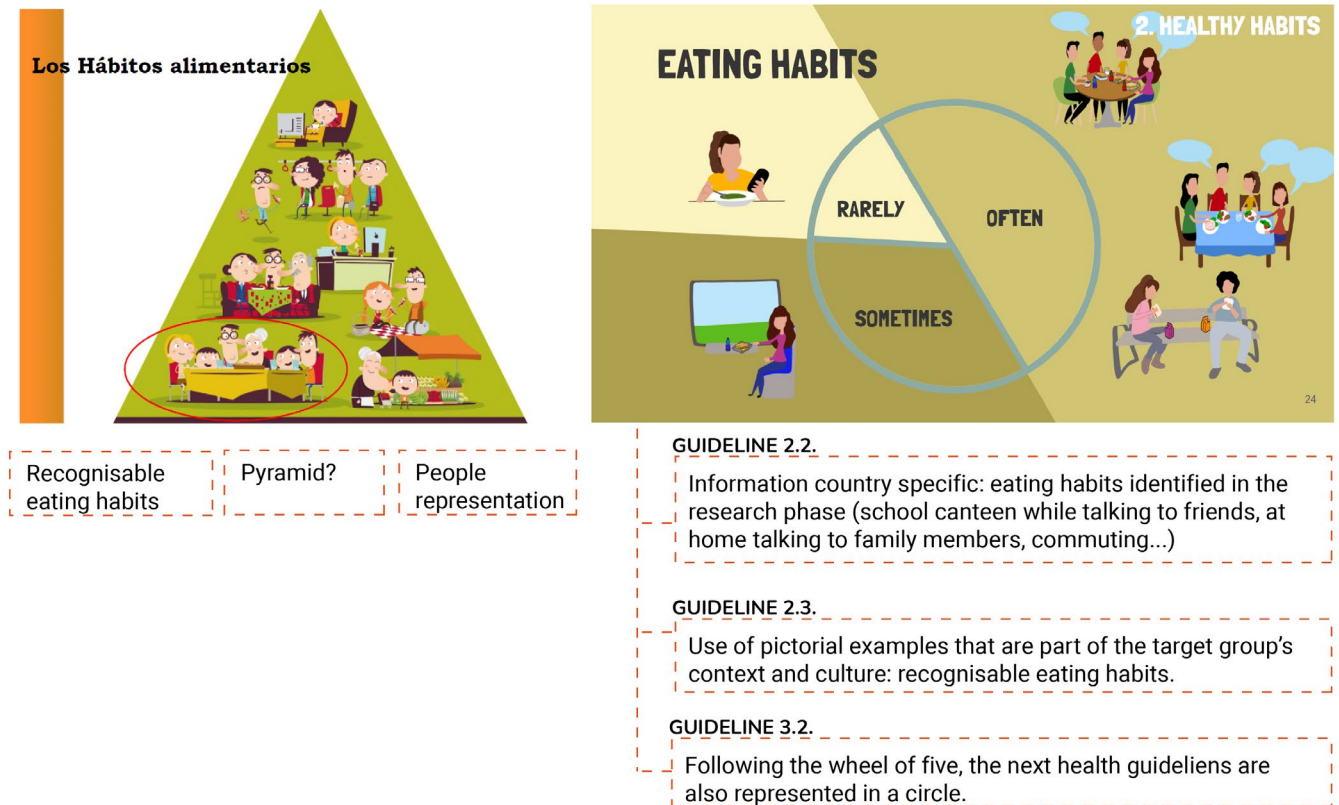 Los Hábitos alimentarios
Recognisable
eating habits
Pyramid?
People
representation
2. HEALTHY HABITS
EATING HABITS
RARELY
OFTEN
SOMETIMES
24
GUIDELINE 2.2.
Information country specific: eating habits identified in the
research phase (school canteen while talking to friends, at
home talking to family members, commuting...)
GUIDELINE 2.3.
Use of pictorial examples that are part of the target group's
context and culture: recognisable eating habits.
GUIDELINE 3.2.
Following the wheel of five, the next health guideliens are
also represented in a circle.